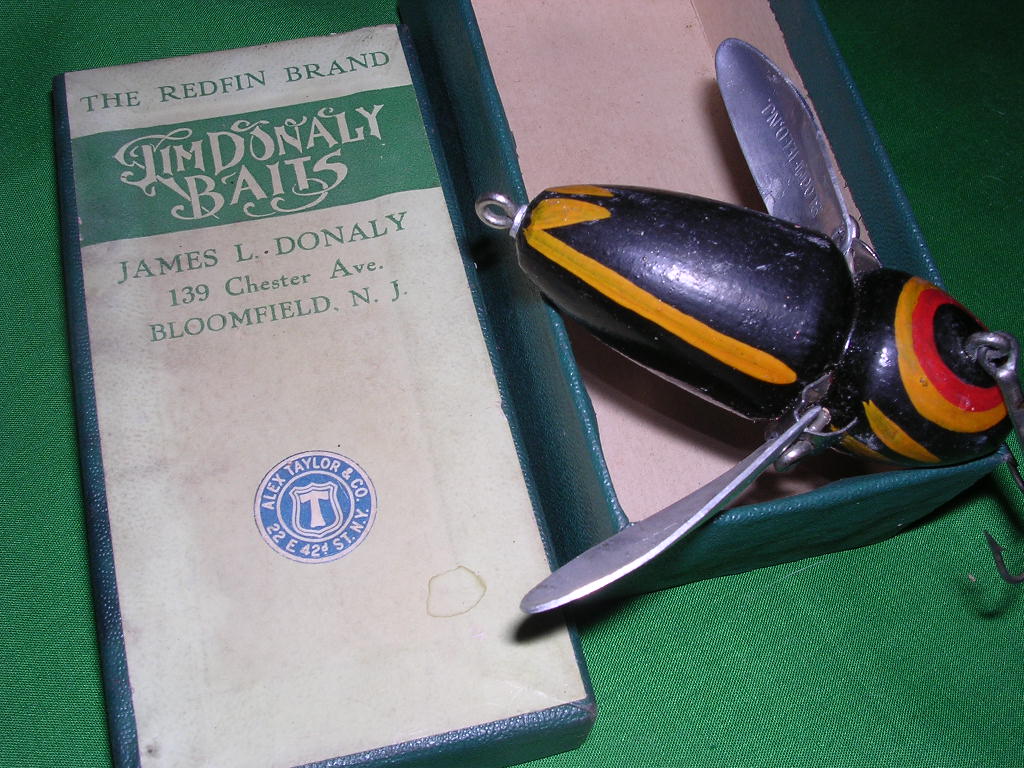 THE REDFIN BRAND
JIM DONALY
BAITS
JAMES L. DONALY
139 Chester Ave.
BLOOMFIELD, N. J.
ALEX TAYLOR & CO.
T
22 E 42d ST. N.Y.